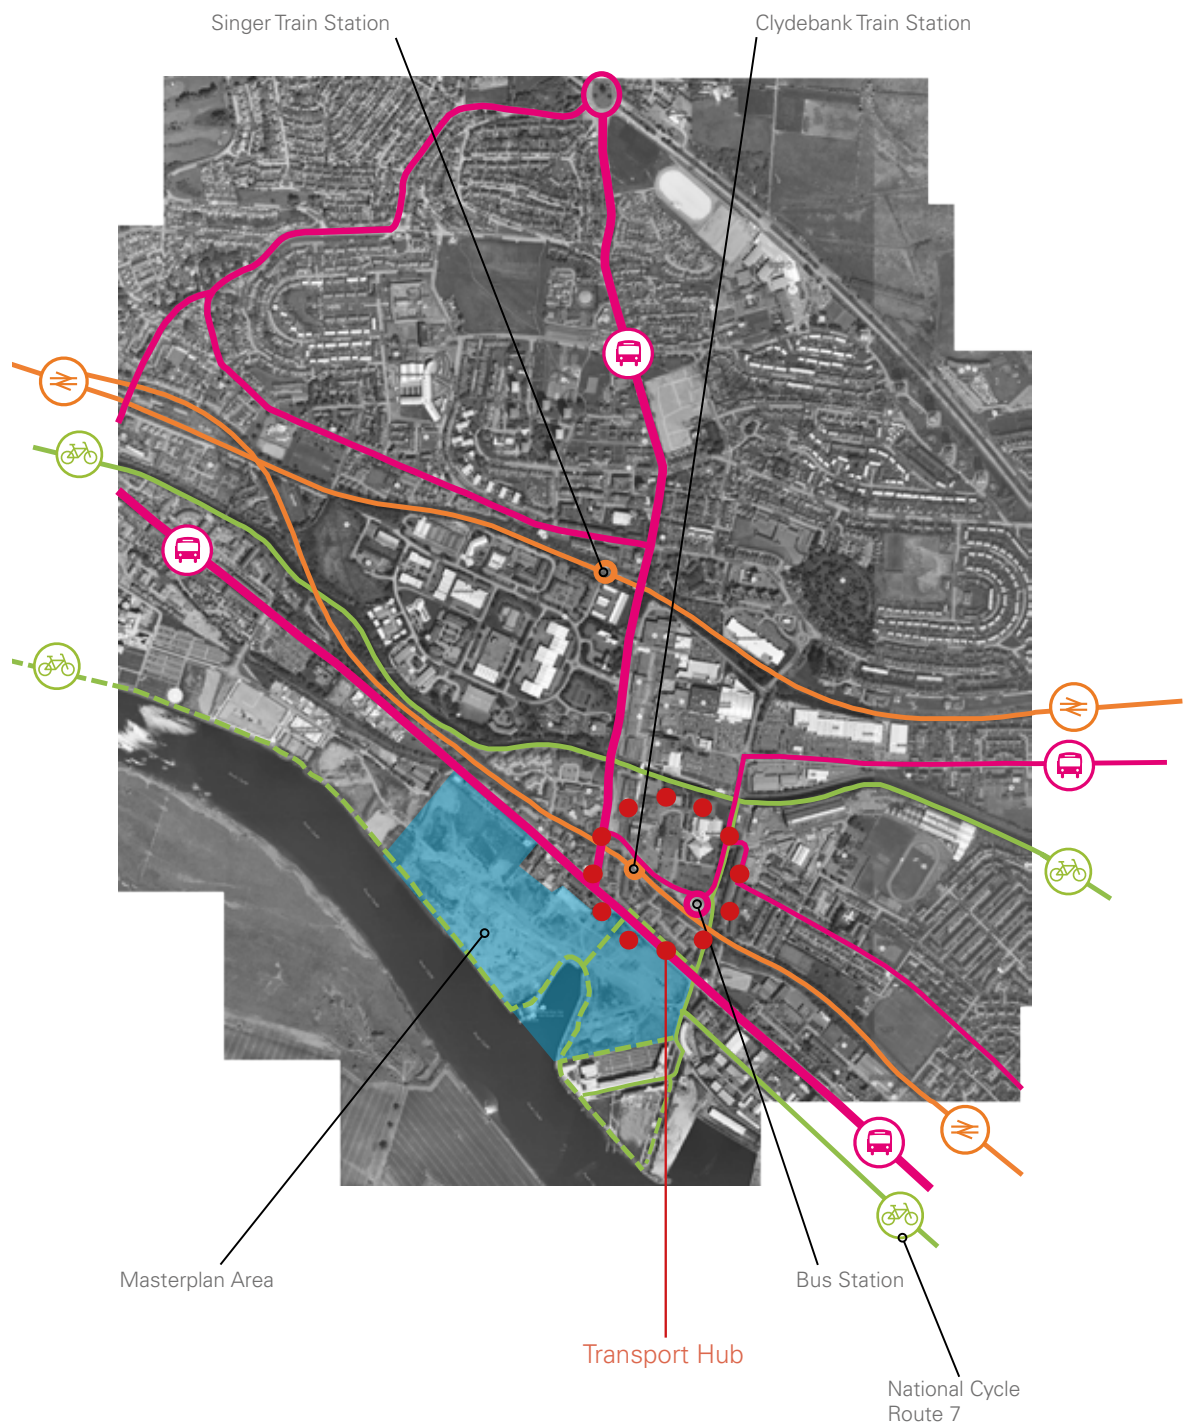 Singer Train Station
Clydebank Train Station
Masterplan Area
Bus Station
Transport Hub
National Cycle
Route 7